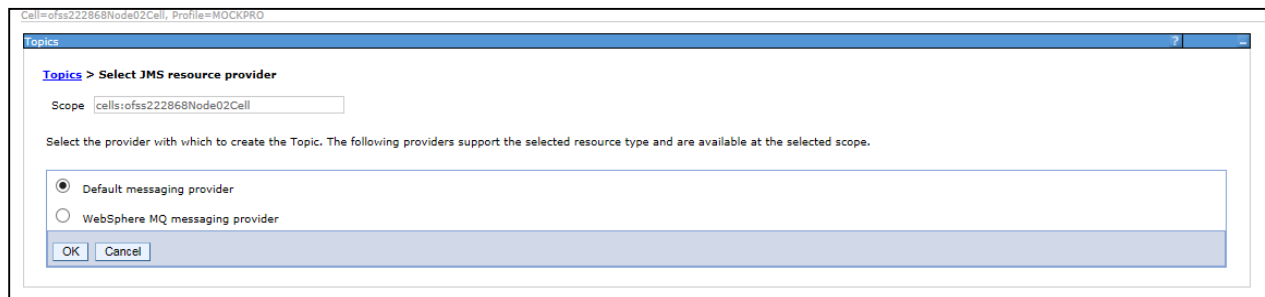 Cell=ofss222868Node02Cell, Profile=MOCKPRO
Topics ? –
Topics > Select JMS resource provider
Scope cells:ofss222868Node02Cell
Select the provider with which to create the Topic. The following providers support the selected resource type and are available at the selected scope.
Default messaging provider
WebSphere MQ messaging provider
OK Cancel